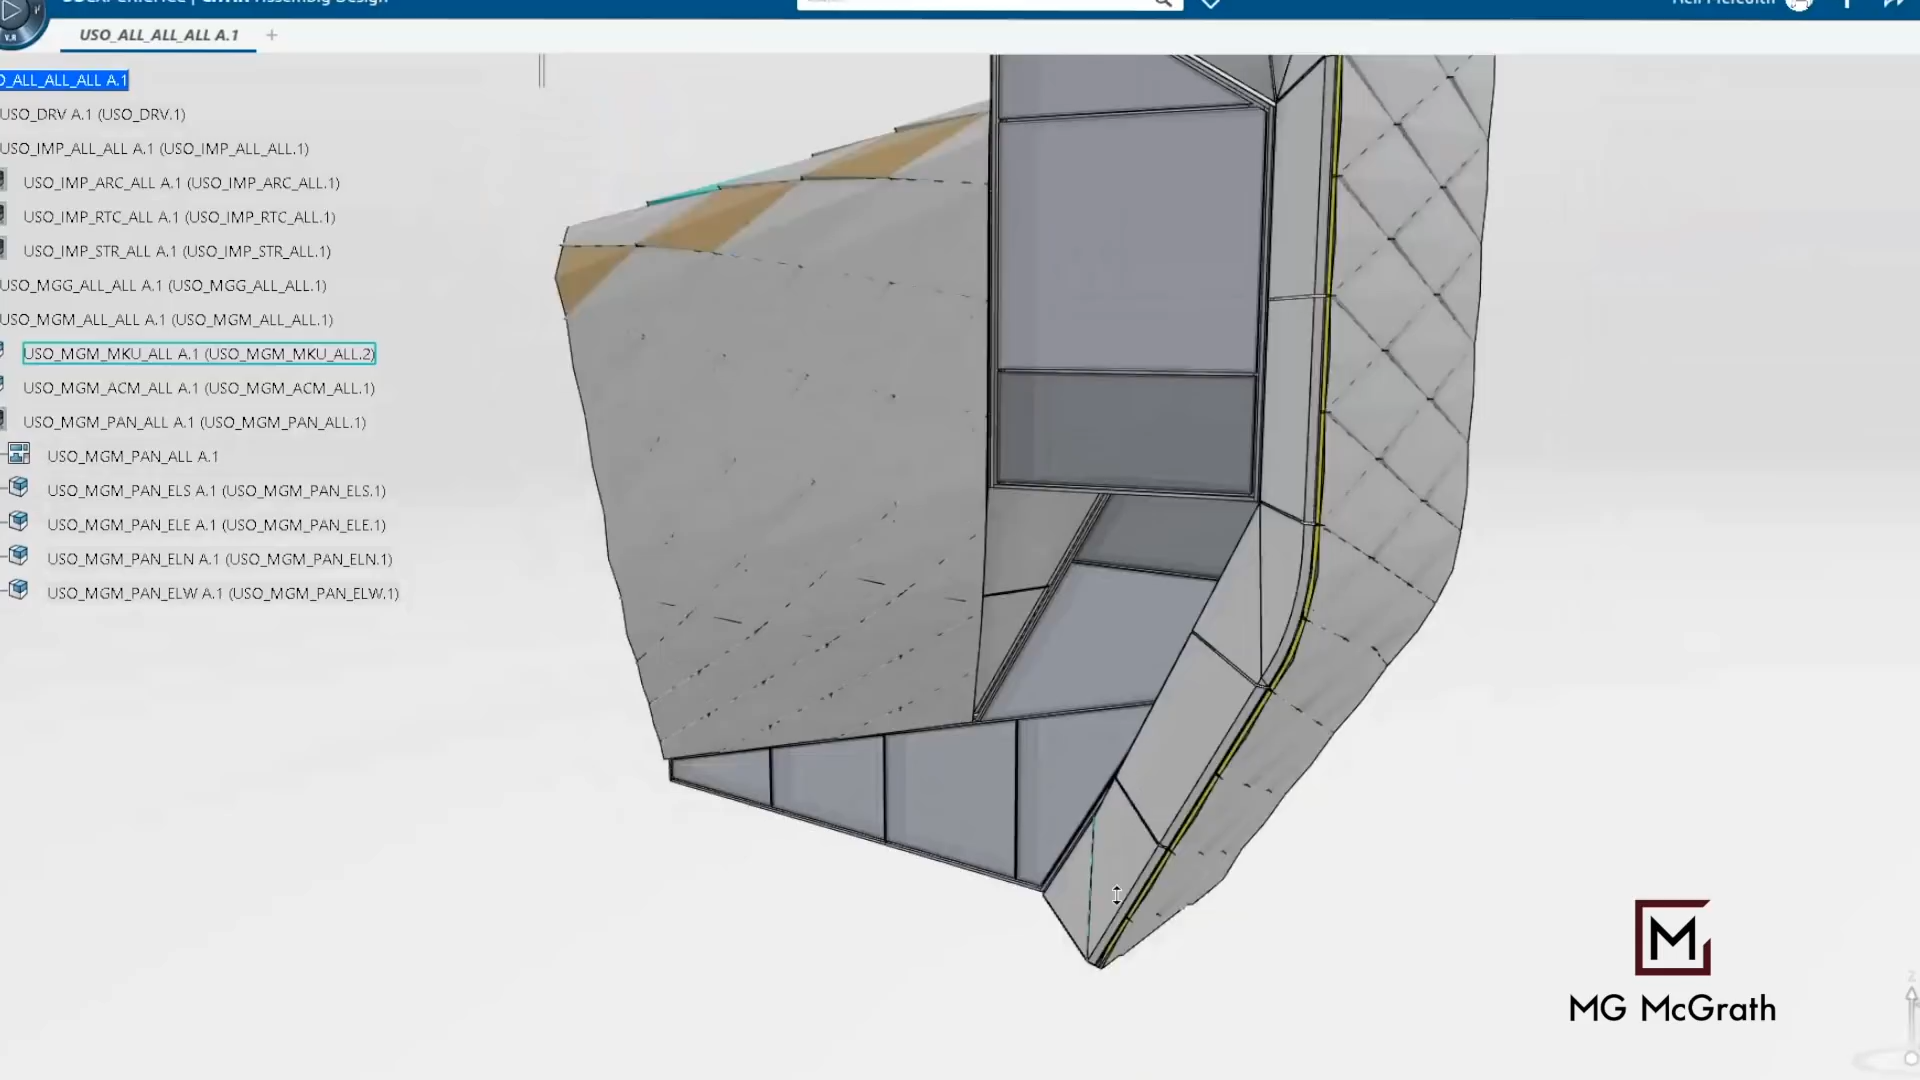 Assembly Design
USO_ALL_ALL_ALL A.1
O_ALL_ALL_ALL A.1
USO_DRV A.1 (USO_DRV.1)
USO_IMP_ALL_ALL A.1 (USO_IMP_ALL_ALL.1)
USO_IMP_ARC_ALL A.1 (USO_IMP_ARC_ALL.1)
USO_IMP_RTC_ALL A.1 (USO_IMP_RTC_ALL.1)
USO_IMP_STR_ALL A.1 (USO_IMP_STR_ALL.1)
USO_MGG_ALL_ALL A.1 (USO_MGG_ALL_ALL.1)
USO_MGM_ALL_ALL A.1 (USO_MGM_ALL_ALL.1)
USO_MGM_MKU_ALL A.1 (USO_MGM_MKU_ALL.2)
USO_MGM_ACM_ALL A.1 (USO_MGM_ACM_ALL.1)
USO_MGM_PAN_ALL A.1 (USO_MGM_PAN_ALL.1)
USO_MGM_PAN_ALL A.1
USO_MGM_PAN_ELS A.1 (USO_MGM_PAN_ELS.1)
USO_MGM_PAN_ELE A.1 (USO_MGM_PAN_ELE.1)
USO_MGM_PAN_ELN A.1 (USO_MGM_PAN_ELN.1)
USO_MGM_PAN_ELW A.1 (USO_MGM_PAN_ELW.1)
M
MG McGrath